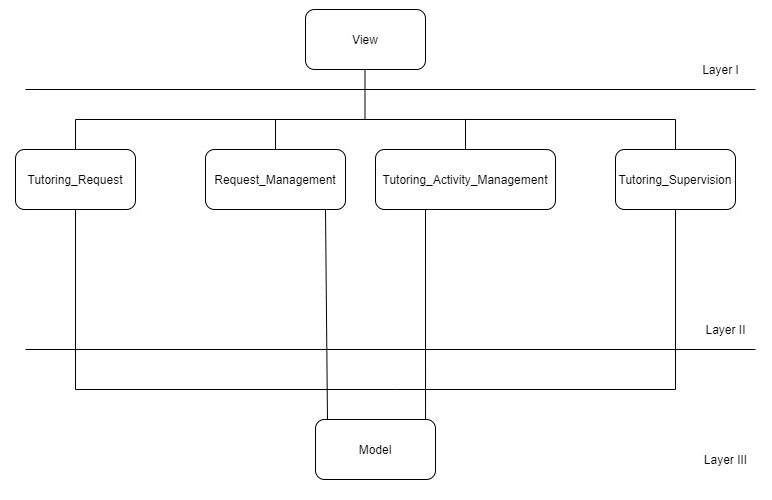 View
Layer I
Tutoring_Request
Request_Management
Tutoring_Activity_Management
Tutoring_Supervision
Layer II
Model
Layer III